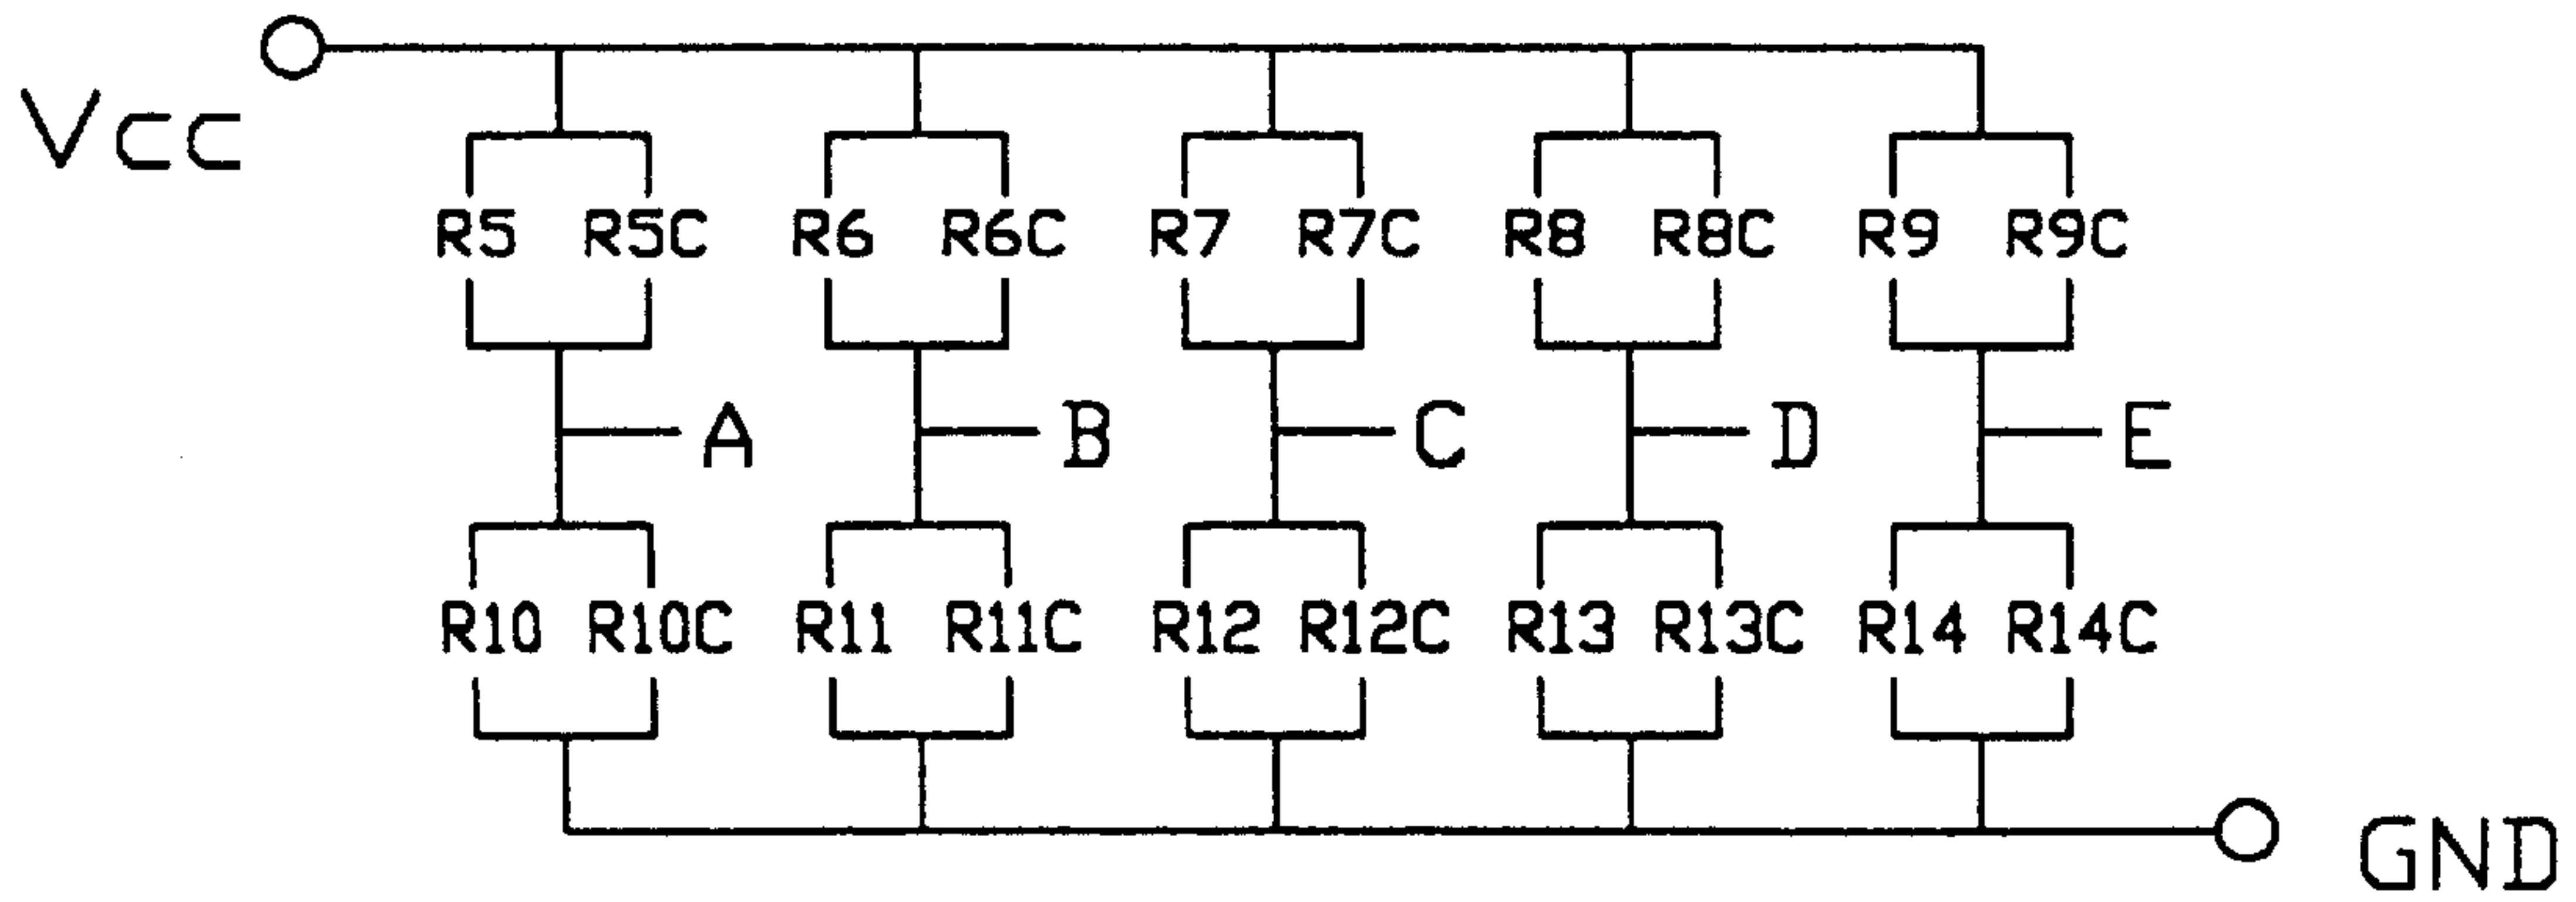 Vcc
R5 R5C R6 R6C R7 R7C R8 R8C R9 R9C
A B C D E
R10 R10C R11 R11C R12 R12C R13 R13C R14 R14C
GND